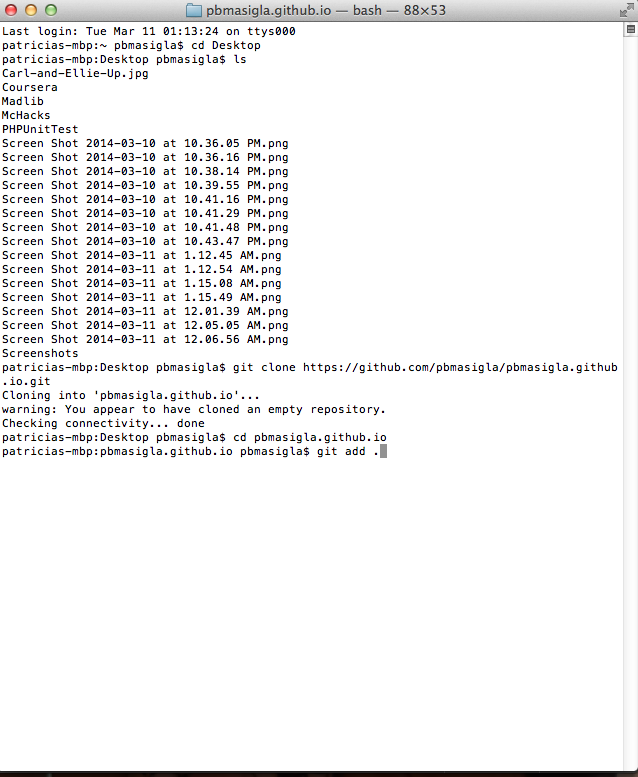 pbmasigla.github.io — bash — 88×53
Last login: Tue Mar 11 01:13:24 on ttys000
patricias-mbp:~ pbmasigla$ cd Desktop
patricias-mbp:Desktop pbmasigla$ ls
Carl-and-Ellie-Up.jpg
Coursera
Madlib
McHacks
PHPUnitTest
Screen Shot 2014-03-10 at 10.36.05 PM.png
Screen Shot 2014-03-10 at 10.36.16 PM.png
Screen Shot 2014-03-10 at 10.38.14 PM.png
Screen Shot 2014-03-10 at 10.39.55 PM.png
Screen Shot 2014-03-10 at 10.41.16 PM.png
Screen Shot 2014-03-10 at 10.41.29 PM.png
Screen Shot 2014-03-10 at 10.41.48 PM.png
Screen Shot 2014-03-10 at 10.43.47 PM.png
Screen Shot 2014-03-11 at 1.12.45 AM.png
Screen Shot 2014-03-11 at 1.12.54 AM.png
Screen Shot 2014-03-11 at 1.15.08 AM.png
Screen Shot 2014-03-11 at 1.15.49 AM.png
Screen Shot 2014-03-11 at 12.01.39 AM.png
Screen Shot 2014-03-11 at 12.05.05 AM.png
Screen Shot 2014-03-11 at 12.06.56 AM.png
Screenshots
patricias-mbp:Desktop pbmasigla$ git clone https://github.com/pbmasigla/pbmasigla.github
.io.git
Cloning into 'pbmasigla.github.io'...
warning: You appear to have cloned an empty repository.
Checking connectivity... done
patricias-mbp:Desktop pbmasigla$ cd pbmasigla.github.io
patricias-mbp:pbmasigla.github.io pbmasigla$ git add .